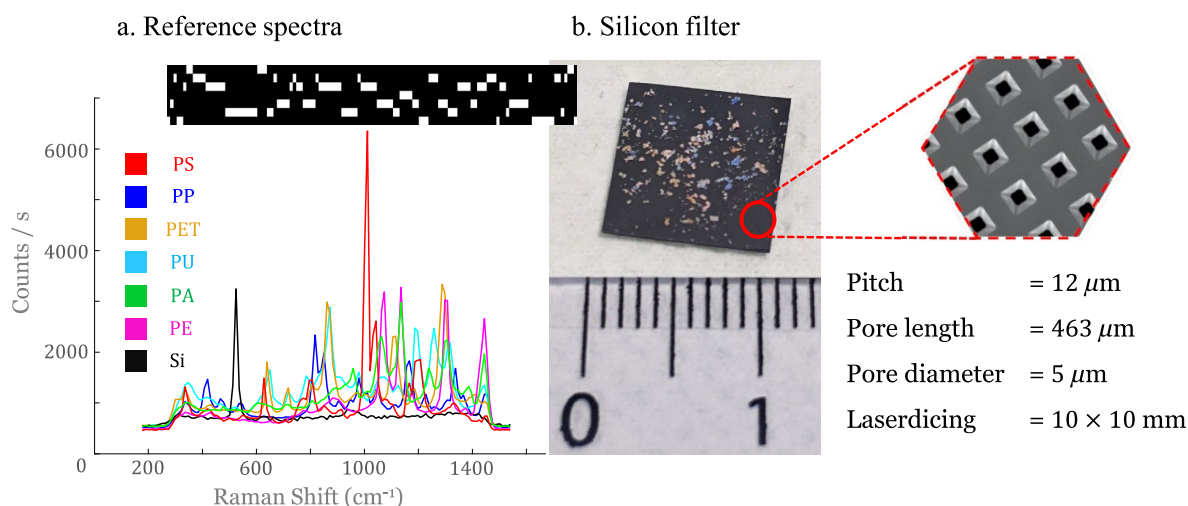 a. Reference spectra
b. Silicon filter
6000
4000
2000
0
Counts / s
PS
PP
PET
PU
PA
PE
Si
200
600
1000
1400
Raman Shift (cm⁻¹)
0
1
Pitch = 12 μm
Pore length = 463 μm
Pore diameter = 5 μm
Laserdicing = 10 × 10 mm